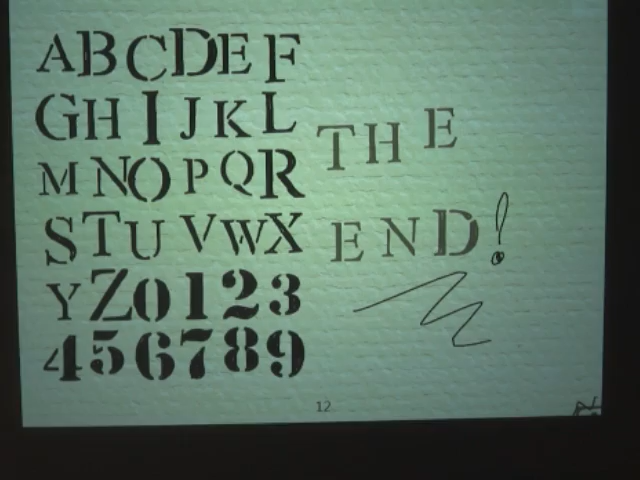 ABCDEF
GHIJKL
MNOPQR
STUVWX
YZ0123
456789
THE
END!
12